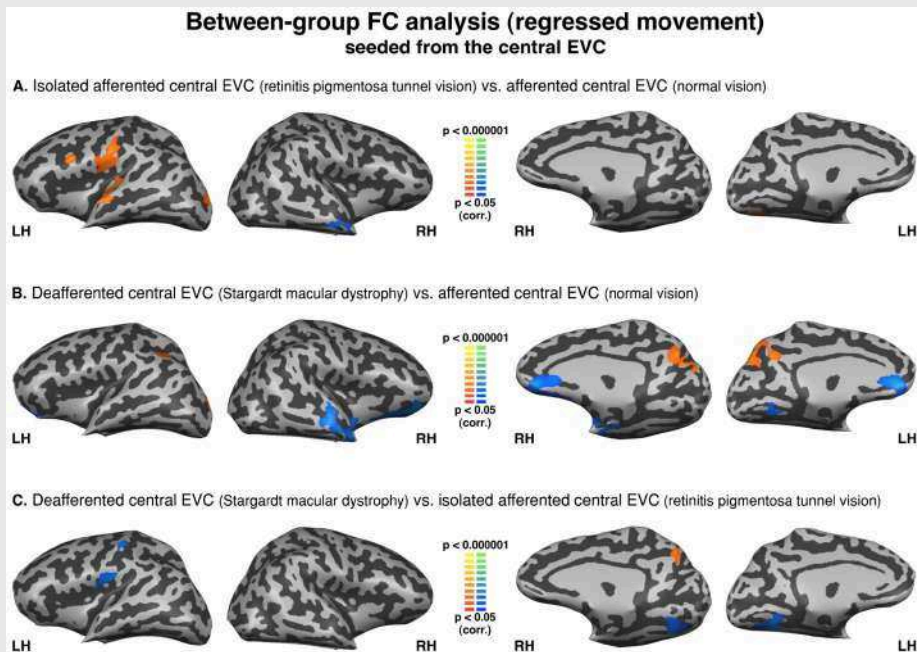 Between-group FC analysis (regressed movement)
seeded from the central EVC
A. Isolated afferented central EVC (retinitis pigmentosa tunnel vision) vs. afferented central EVC (normal vision)
p < 0.000001
p < 0.05
(corr.)
LH RH RH LH
B. Deafferented central EVC (Stargardt macular dystrophy) vs. afferented central EVC (normal vision)
p < 0.000001
p < 0.05
(corr.)
LH RH RH LH
C. Deafferented central EVC (Stargardt macular dystrophy) vs. isolated afferented central EVC (retinitis pigmentosa tunnel vision)
p < 0.000001
p < 0.05
(corr.)
LH RH RH LH